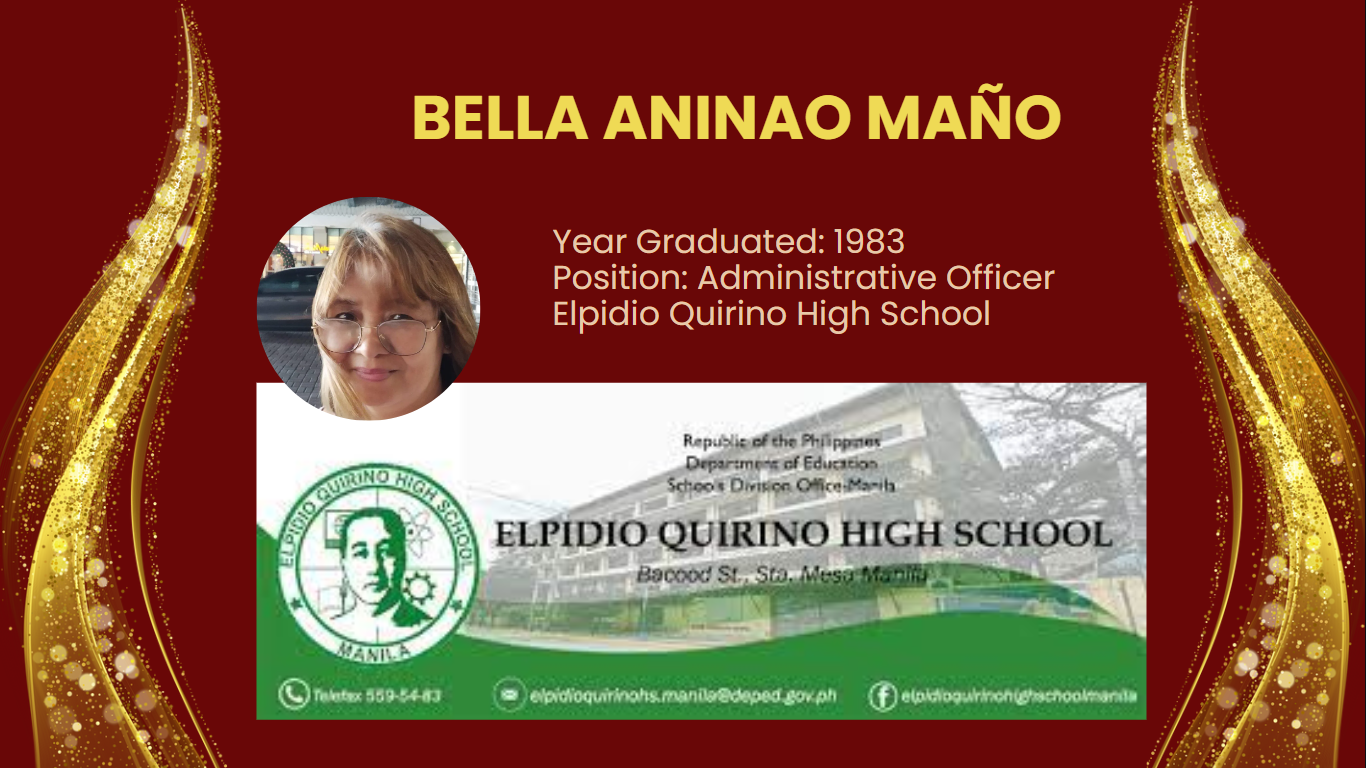 BELLA ANINAO MAÑO
Year Graduated: 1983
Position: Administrative Officer
Elpidio Quirino High School
Republic of the Philippines
Department of Education
Schools Division Office-Manila
ELPIDIO QUIRINO HIGH SCHOOL
Bacood St., Sta. Mesa Manila
ELPIDIO QUIRINO HIGH SCHOOL
MANILA
Telefax 559-54-83
elpidioquirinohs.manila@deped.gov.ph
elpidioquirinohighschoolmanila